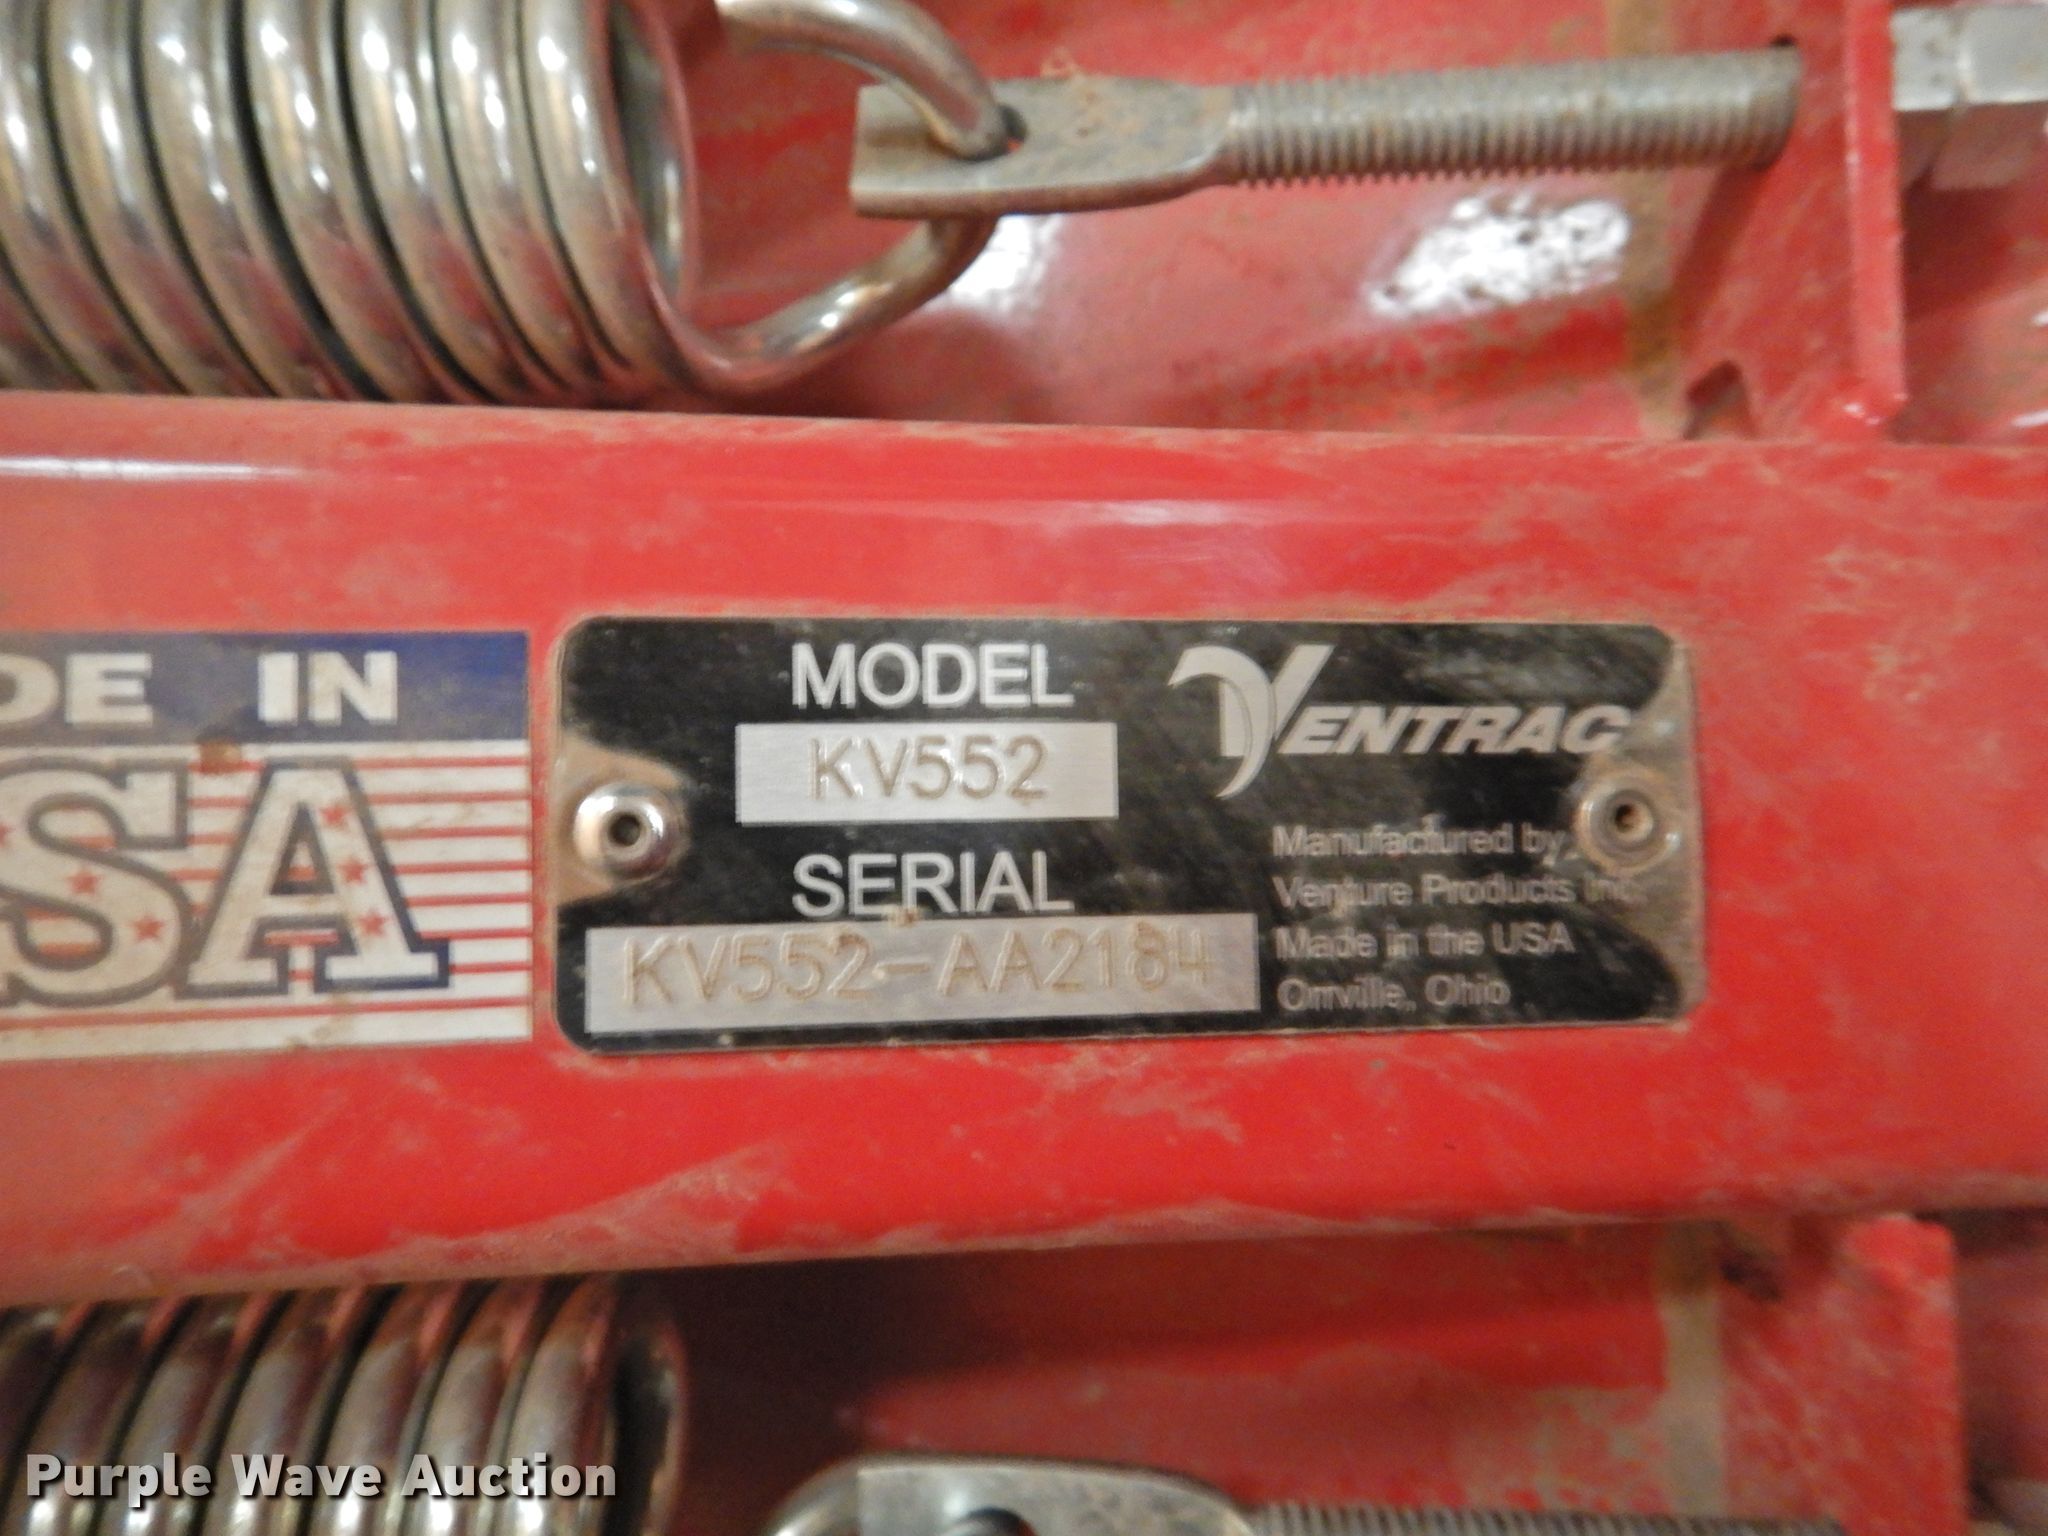 DE IN
SA
MODEL
KV552
SERIAL
KV552-AA2184
VENTRAC
Manufactured by
Venture Products Inc.
Made in the USA
Orrville, Ohio
Purple Wave Auction